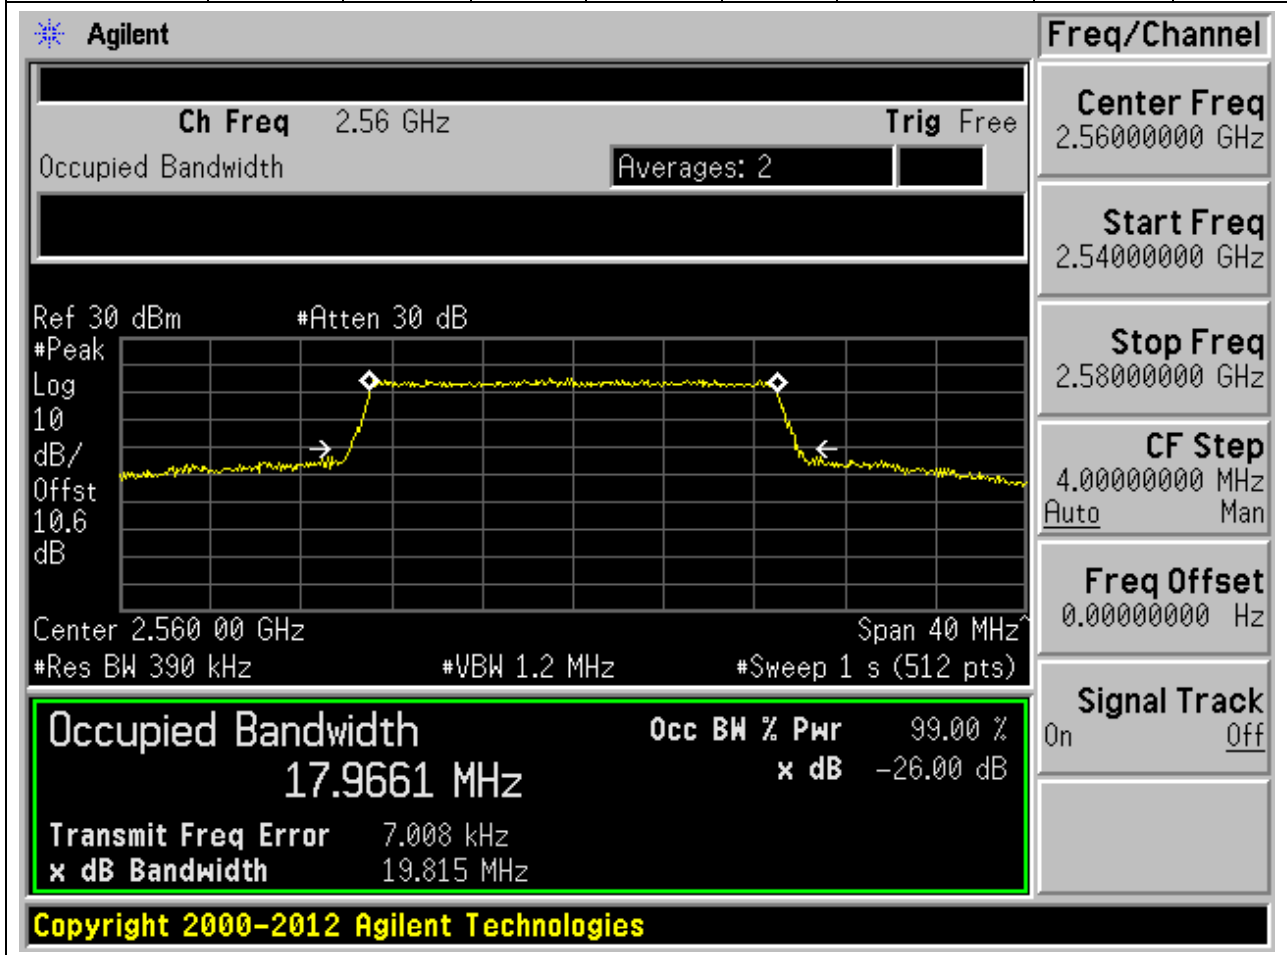 Agilent
Freq/Channel
Ch Freq 2.56 GHz Trig Free
Occupied Bandwidth Averages: 2
Ref 30 dBm #Atten 30 dB
#Peak
Log
10
dB/
Offst
10.6
dB
Center 2.560 00 GHz Span 40 MHz^
#Res BW 390 kHz #VBW 1.2 MHz #Sweep 1 s (512 pts)
Occupied Bandwidth Occ BW % Pwr 99.00 %
17.9661 MHz x dB -26.00 dB
Transmit Freq Error 7.008 kHz
x dB Bandwidth 19.815 MHz
Copyright 2000-2012 Agilent Technologies
Center Freq
2.56000000 GHz
Start Freq
2.54000000 GHz
Stop Freq
2.58000000 GHz
CF Step
4.00000000 MHz
Auto Man
Freq Offset
0.00000000 Hz
Signal Track
On Off